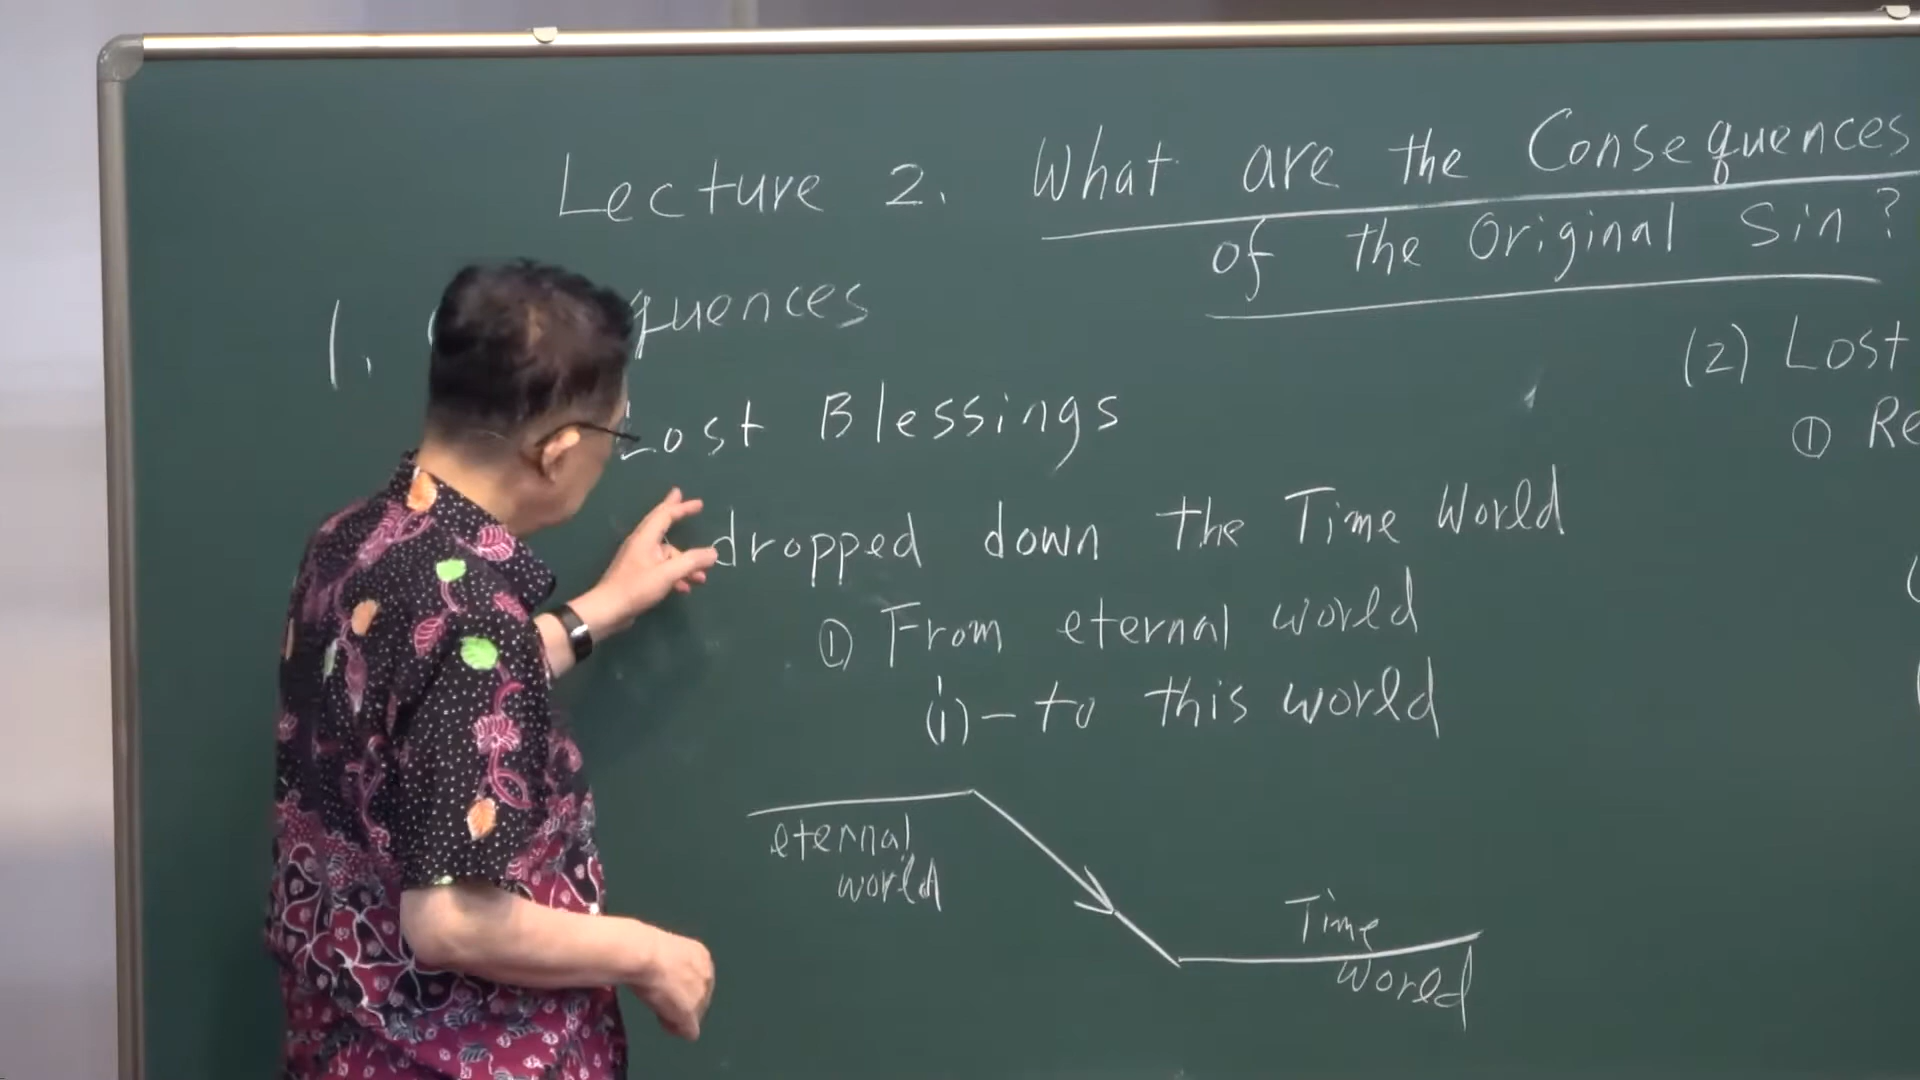 Lecture 2. What are the Consequences
of the Original Sin?
1. quences
Lost Blessings
dropped down the Time World
① From eternal world
(i) - to this world
eternal
world
Time
World
(2) Lost
① Re